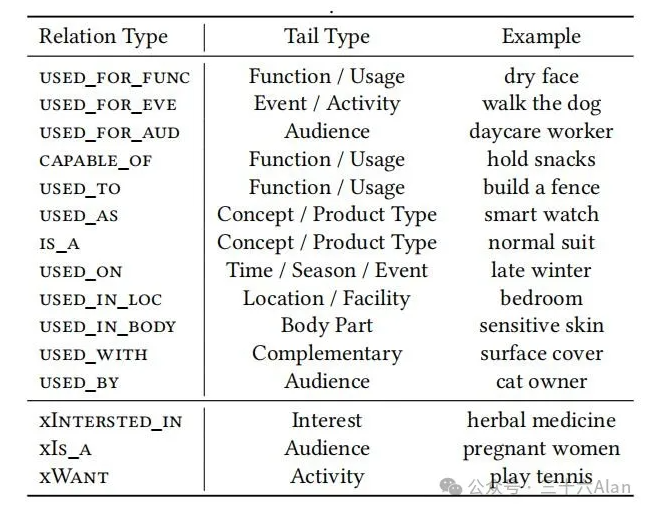 Relation Type Tail Type Example
USED_FOR_FUNC Function / Usage dry face
USED_FOR_EVE Event / Activity walk the dog
USED_FOR_AUD Audience daycare worker
CAPABLE_OF Function / Usage hold snacks
USED_TO Function / Usage build a fence
USED_AS Concept / Product Type smart watch
IS_A Concept / Product Type normal suit
USED_ON Time / Season / Event late winter
USED_IN_LOC Location / Facility bedroom
USED_IN_BODY Body Part sensitive skin
USED_WITH Complementary surface cover
USED_BY Audience cat owner
xINTERSTED_IN Interest herbal medicine
xIS_A Audience pregnant women
xWANT Activity play tennis
公众号 · 三十六Alan